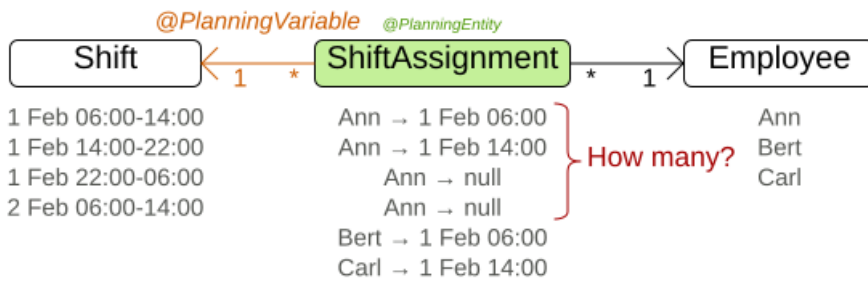 @PlanningVariable @PlanningEntity
Shift ShiftAssignment Employee
1 * * 1
1 Feb 06:00-14:00 Ann → 1 Feb 06:00 Ann
1 Feb 14:00-22:00 Ann → 1 Feb 14:00 How many? Bert
1 Feb 22:00-06:00 Ann → null Carl
2 Feb 06:00-14:00 Ann → null
Bert → 1 Feb 06:00
Carl → 1 Feb 14:00